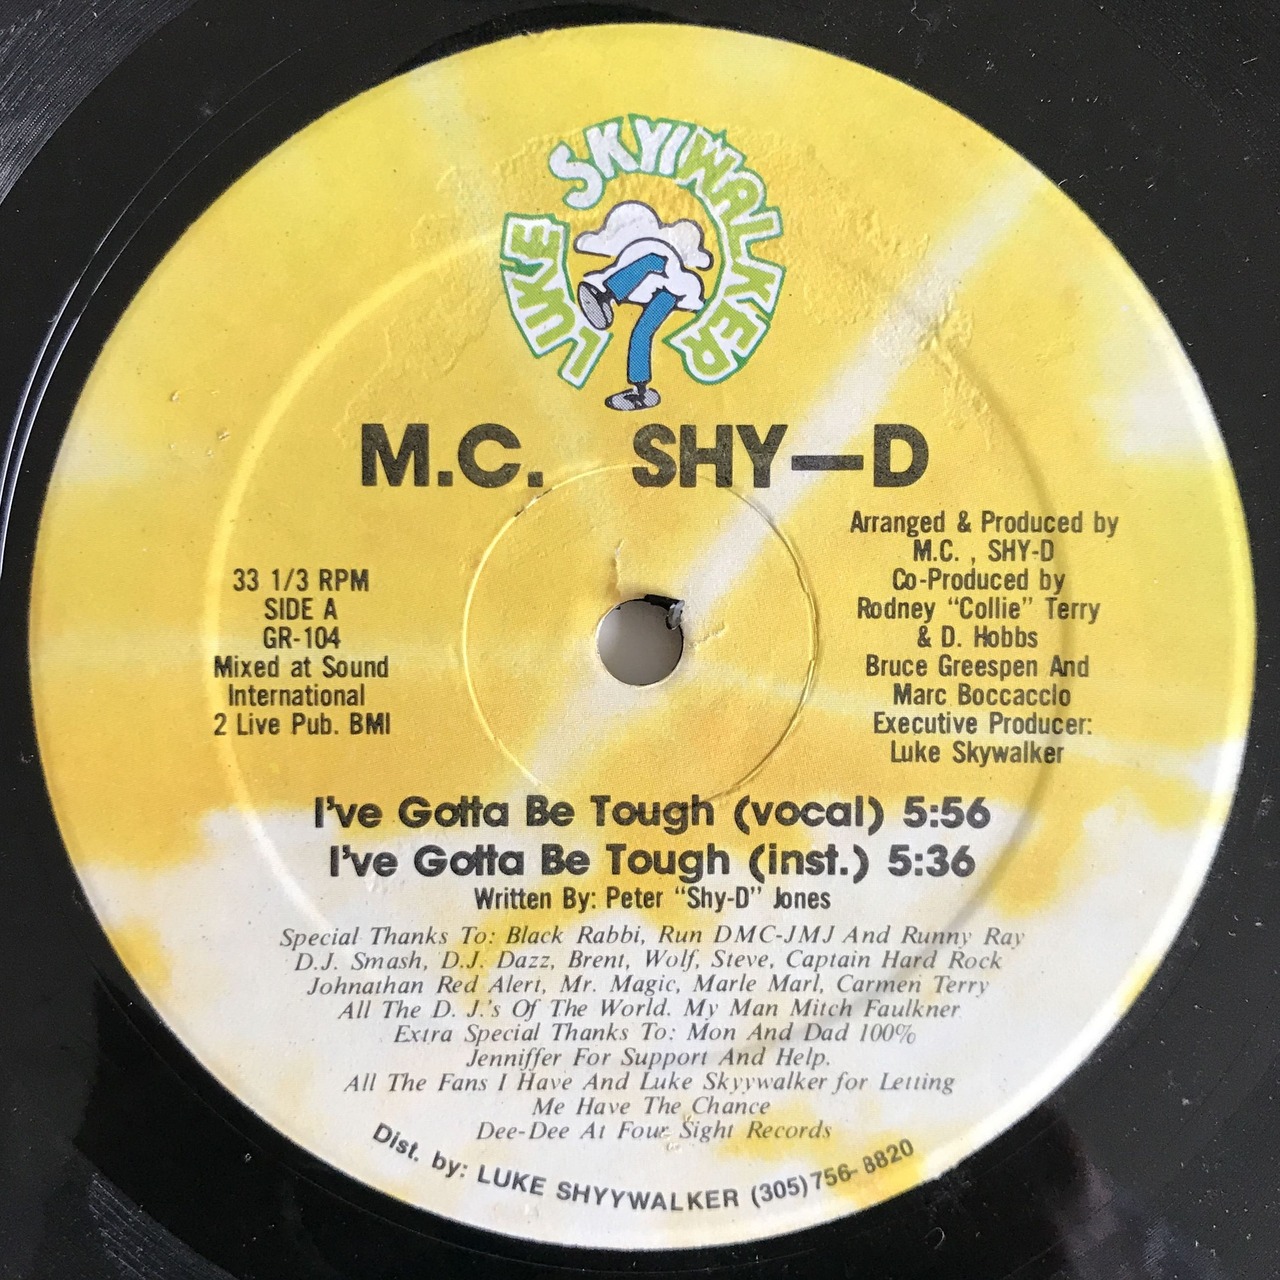 LUKE SKYIWALKER
M.C. SHY—D
33 1/3 RPM
SIDE A
GR-104
Mixed at Sound
International
2 Live Pub. BMI
Arranged & Produced by
M.C. , SHY-D
Co-Produced by
Rodney “Collie” Terry
& D. Hobbs
Bruce Greespen And
Marc Boccaccio
Executive Producer:
Luke Skywalker
I've Gotta Be Tough (vocal) 5:56
I've Gotta Be Tough (inst.) 5:36
Written By: Peter “Shy-D” Jones
Special Thanks To: Black Rabbi, Run DMC-JMJ And Runny Ray
D.J. Smash, D.J. Dazz, Brent, Wolf, Steve, Captain Hard Rock
Johnathan Red Alert, Mr. Magic, Marle Marl, Carmen Terry
All The D. J.'s Of The World. My Man Mitch Faulkner
Extra Special Thanks To: Mon And Dad 100%
Jenniffer For Support And Help.
All The Fans I Have And Luke Skyywalker for Letting
Me Have The Chance
Dee-Dee At Four Sight Records
Dist. by: LUKE SHYYWALKER (305)756-8820